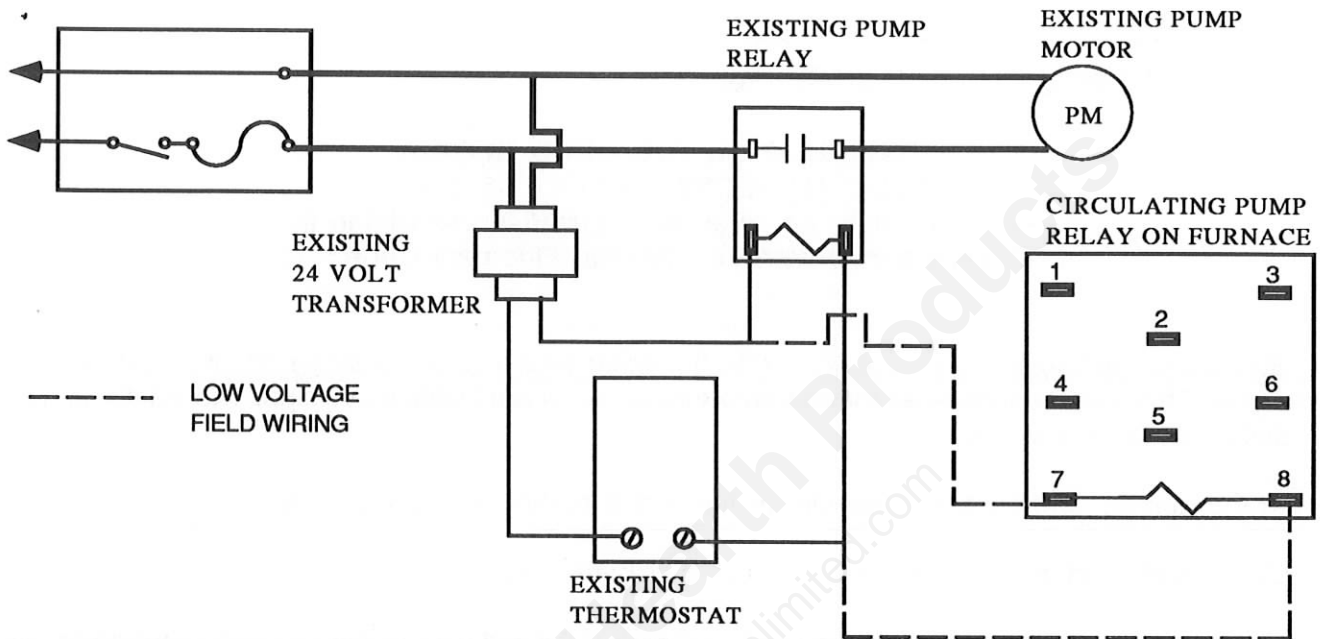 EXISTING PUMP
RELAY
EXISTING PUMP
MOTOR
PM
CIRCULATING PUMP
RELAY ON FURNACE
EXISTING
24 VOLT
TRANSFORMER
1
3
2
4
6
5
7
8
LOW VOLTAGE
FIELD WIRING
EXISTING
THERMOSTAT